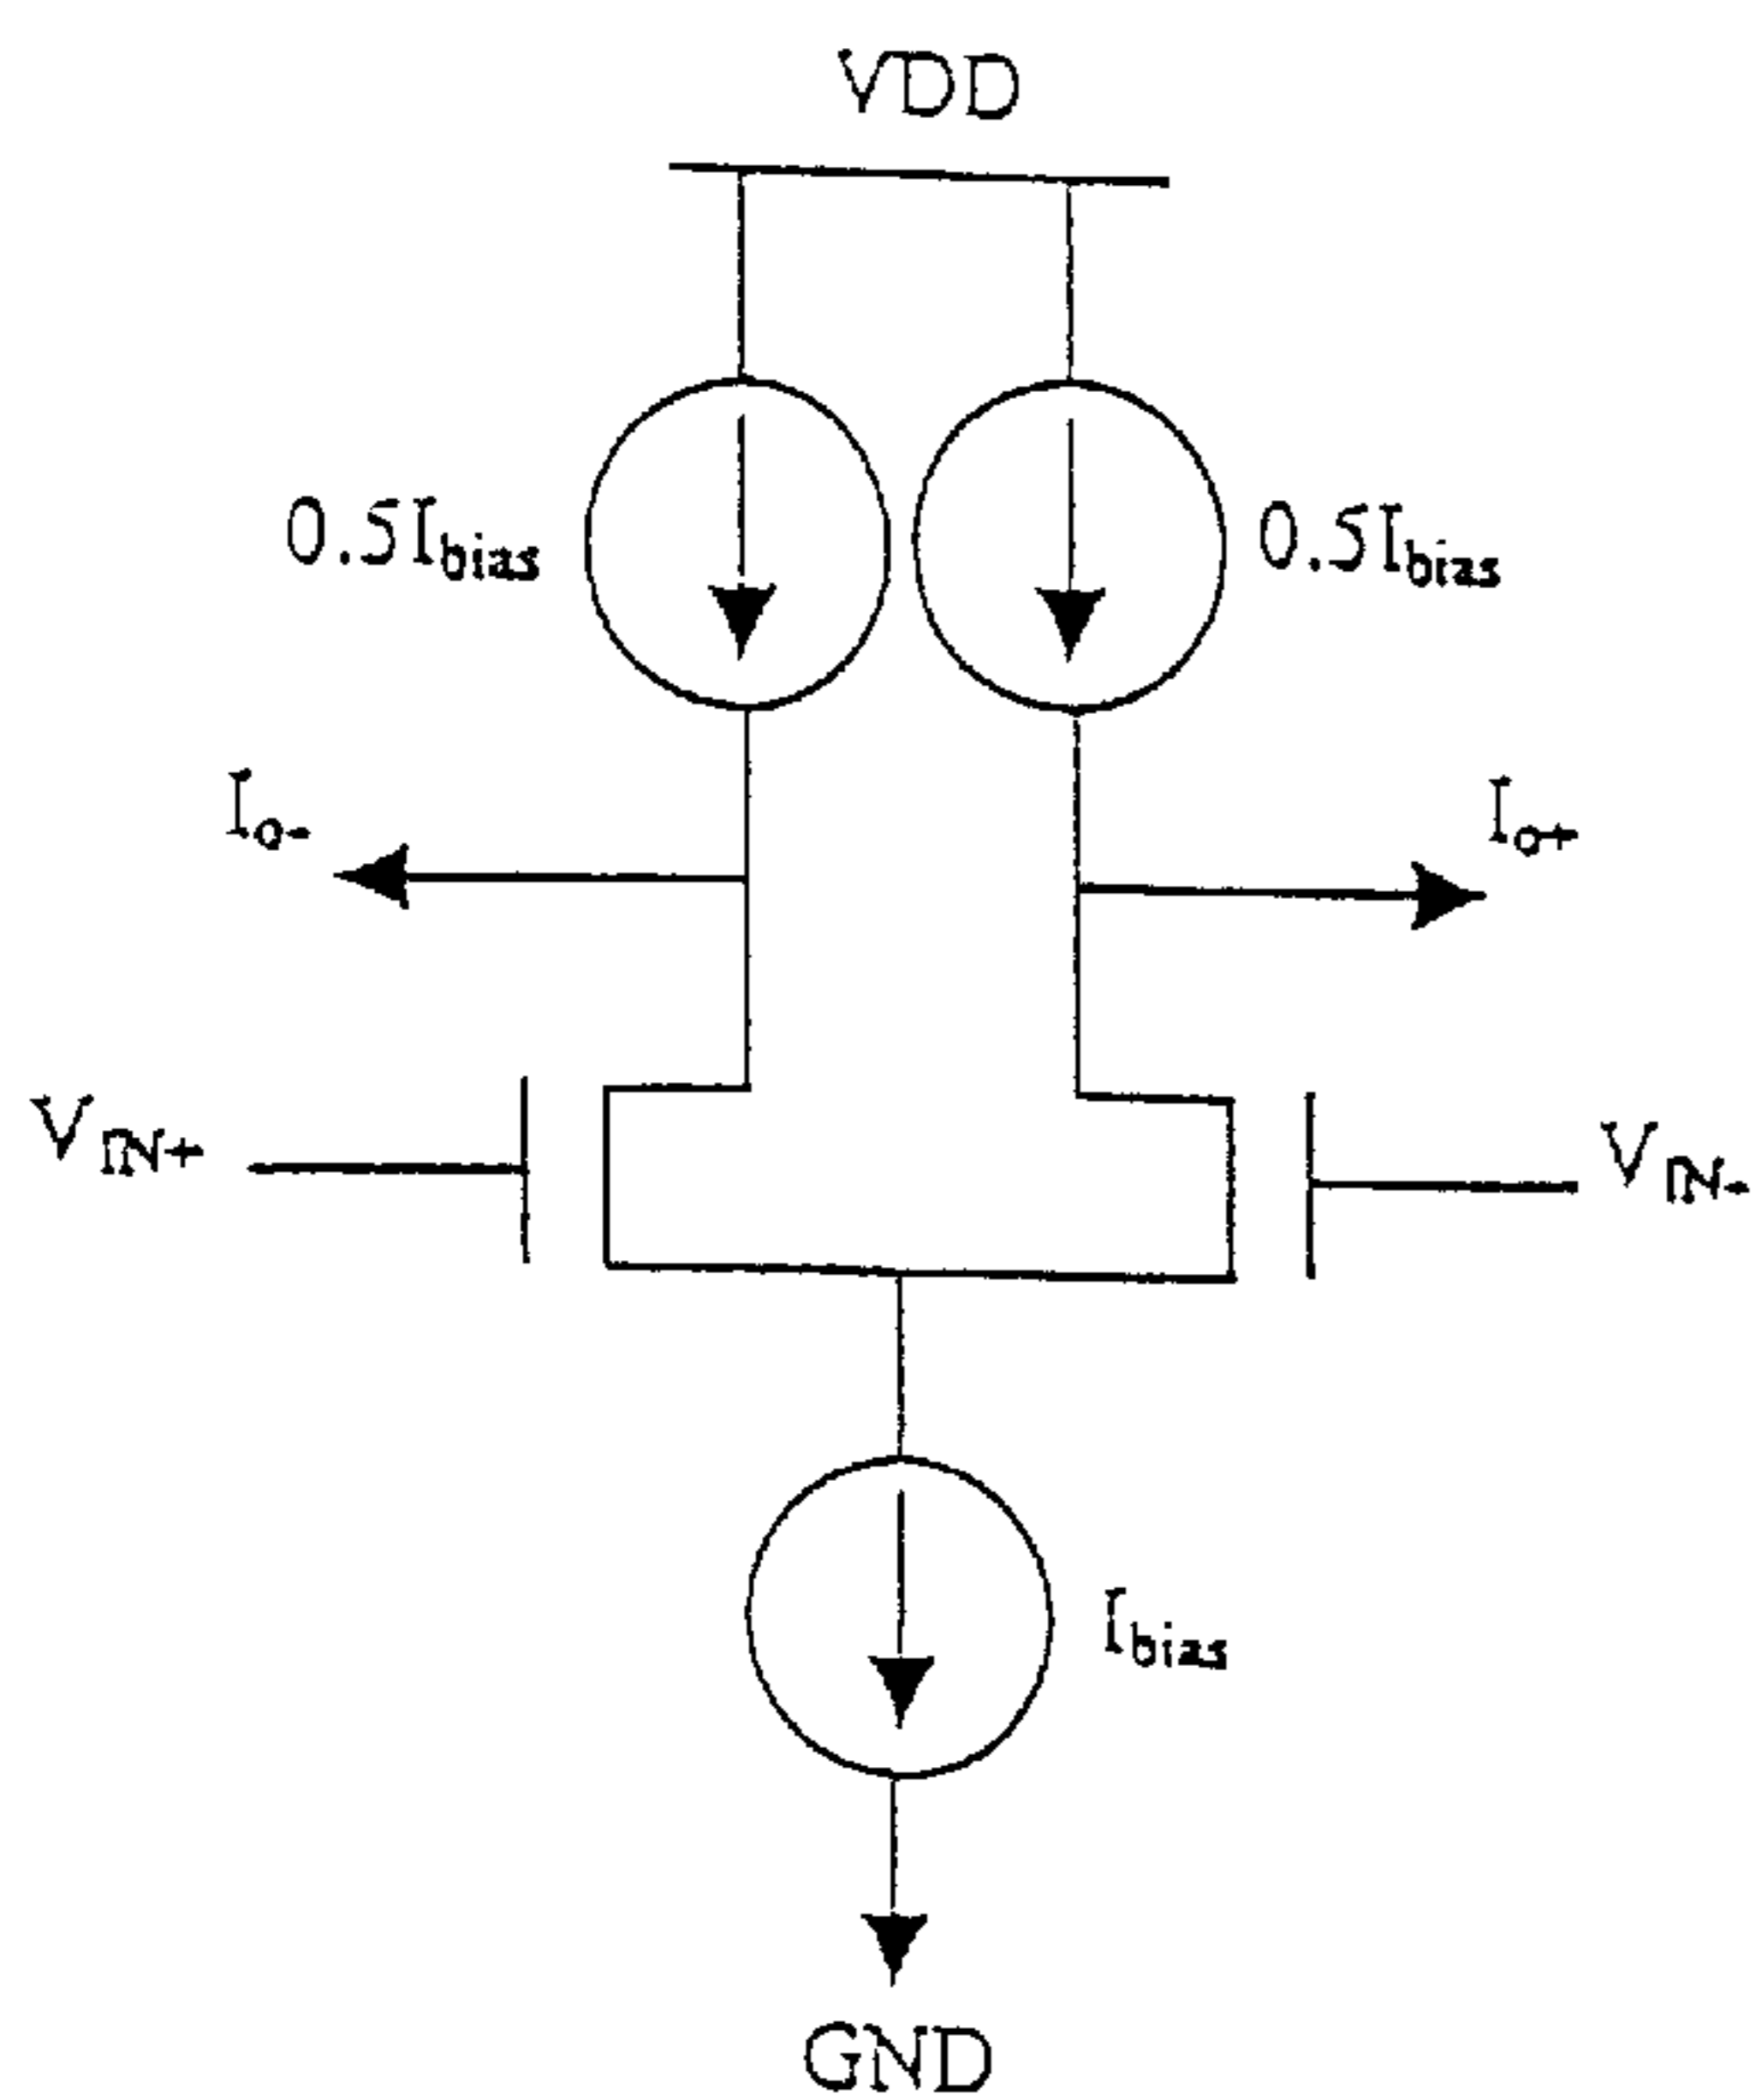 VDD
0.5Ibias
0.5Ibias
Io-
Io+
VIN+
VIN-
Ibias
GND